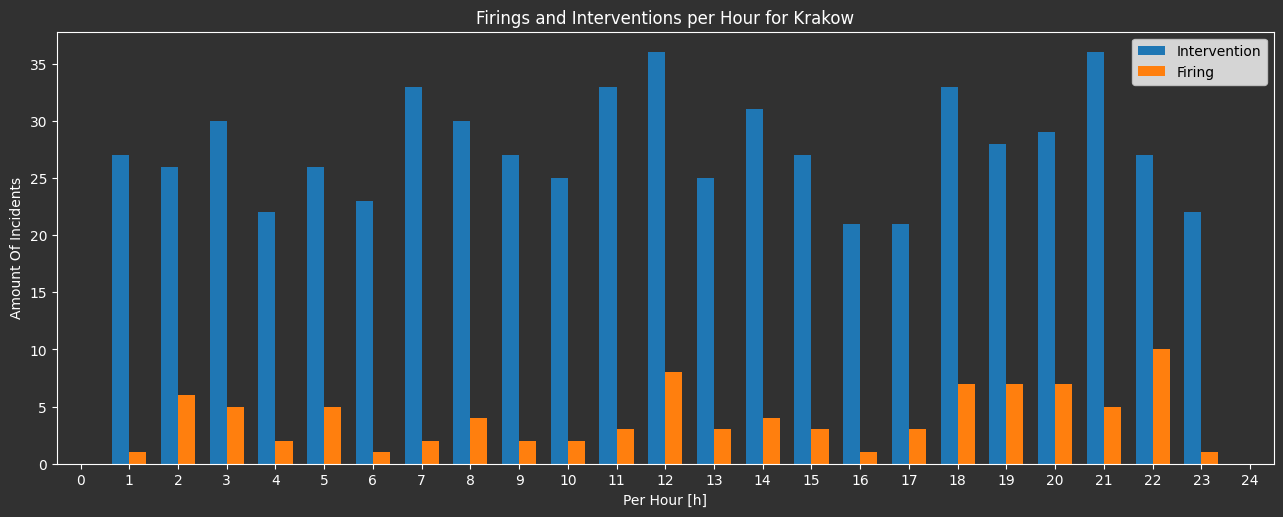 Firings and Interventions per Hour for Krakow
Intervention
Firing
Amount Of Incidents
35
30
25
20
15
10
5
0
0 1 2 3 4 5 6 7 8 9 10 11 12 13 14 15 16 17 18 19 20 21 22 23 24
Per Hour [h]